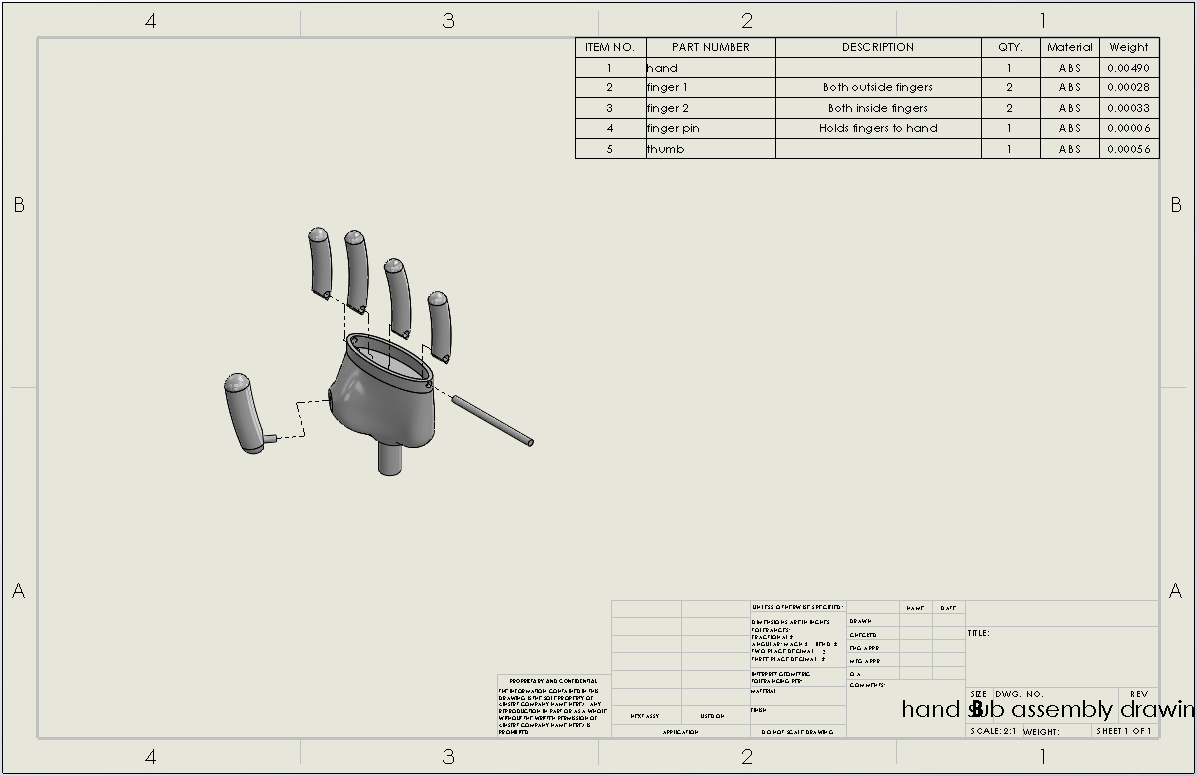 4 3 2 1
ITEM NO. PART NUMBER DESCRIPTION QTY. Material Weight
1 hand 1 ABS 0.00490
2 finger 1 Both outside fingers 2 ABS 0.00028
3 finger 2 Both inside fingers 2 ABS 0.00033
4 finger pin Holds fingers to hand 1 ABS 0.00006
5 thumb 1 ABS 0.00056
B B
A A
UNLESS OTHERWISE SPECIFIED:
DIMENSIONS ARE IN INCHES
TOLERANCES:
FRACTIONAL ±
ANGULAR: MACH ± BEND ±
TWO PLACE DECIMAL ±
THREE PLACE DECIMAL ±
INTERPRET GEOMETRIC
TOLERANCING PER:
MATERIAL
FINISH
DO NOT SCALE DRAWING
NAME DATE
DRAWN
CHECKED
ENG APPR.
MFG APPR.
Q.A.
COMMENTS:
TITLE:
SIZE DWG. NO. REV
B
hand sub assembly drawin
SCALE: 2:1 WEIGHT: SHEET 1 OF 1
PROPRIETARY AND CONFIDENTIAL
THE INFORMATION CONTAINED IN THIS
DRAWING IS THE SOLE PROPERTY OF
<INSERT COMPANY NAME HERE>. ANY
REPRODUCTION IN PART OR AS A WHOLE
WITHOUT THE WRITTEN PERMISSION OF
<INSERT COMPANY NAME HERE> IS
PROHIBITED.
NEXT ASSY USED ON
APPLICATION
4 3 2 1